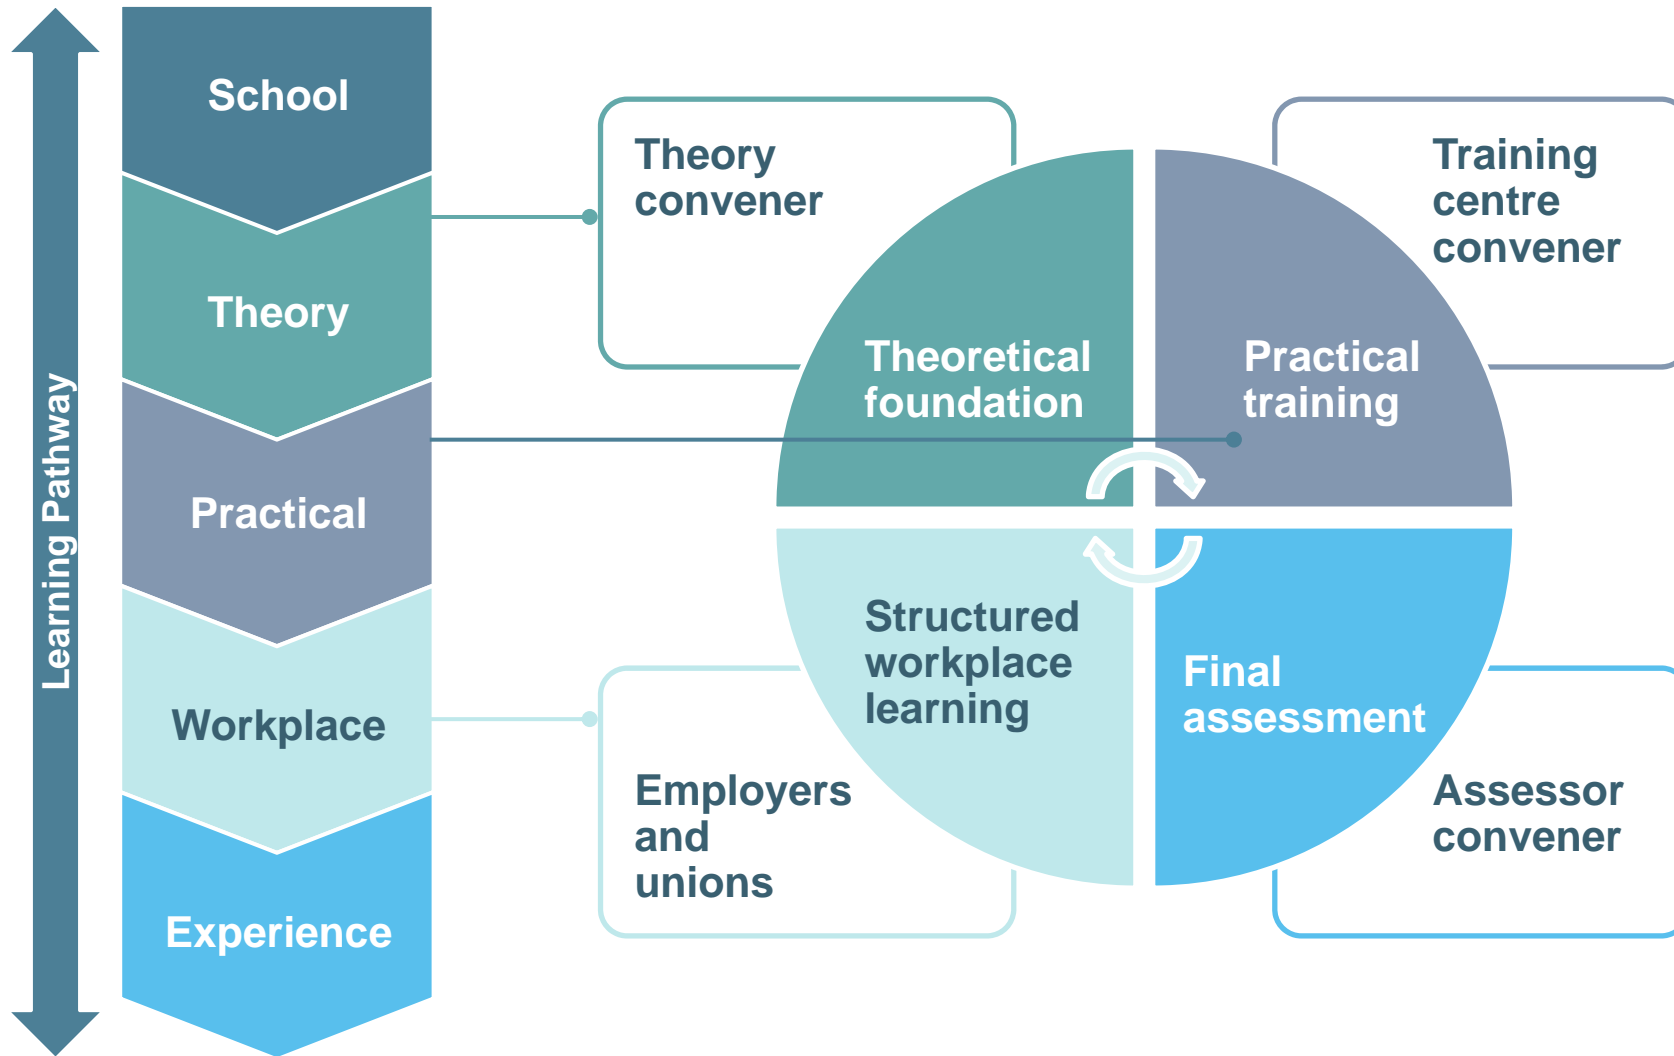 Learning Pathway
School
Theory
Practical
Workplace
Experience
Theory
convener
Training
centre
convener
Theoretical
foundation
Practical
training
Structured
workplace
learning
Final
assessment
Employers
and
unions
Assessor
convener